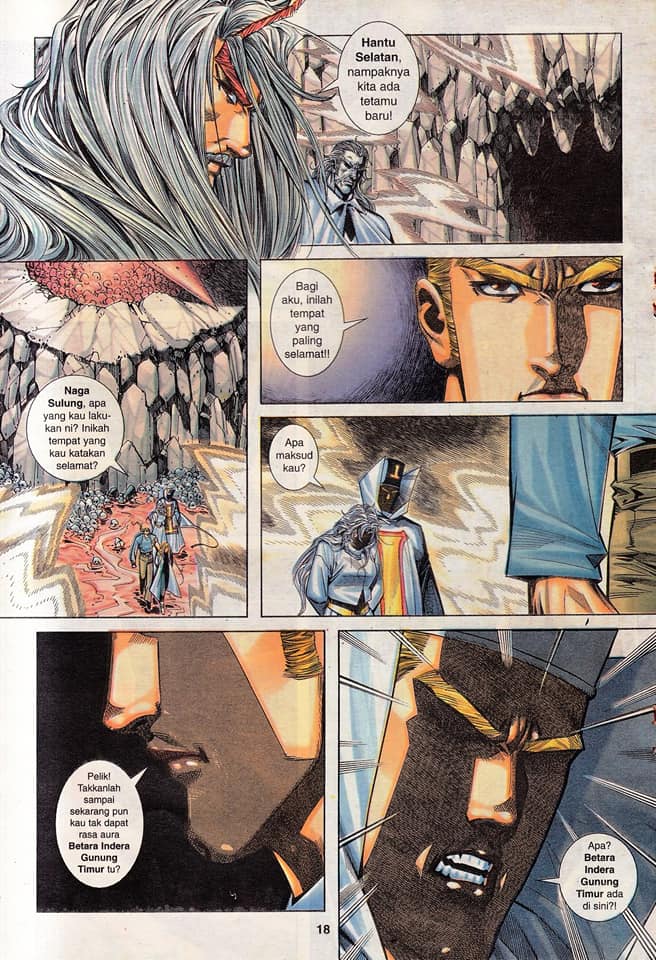 Hantu
Selatan,
nampaknya
kita ada
tetamu
baru!
Bagi
aku, inilah
tempat
yang
paling
selamat!!
Naga
Sulung, apa
yang kau laku-
kan ni? Inikah
tempat yang
kau katakan
selamat?
Apa
maksud
kau?
Pelik!
Takkanlah
sampai
sekarang pun
kau tak dapat
rasa aura
Betara Indera
Gunung
Timur tu?
Apa?
Betara
Indera
Gunung
Timur ada
di sini?!
18